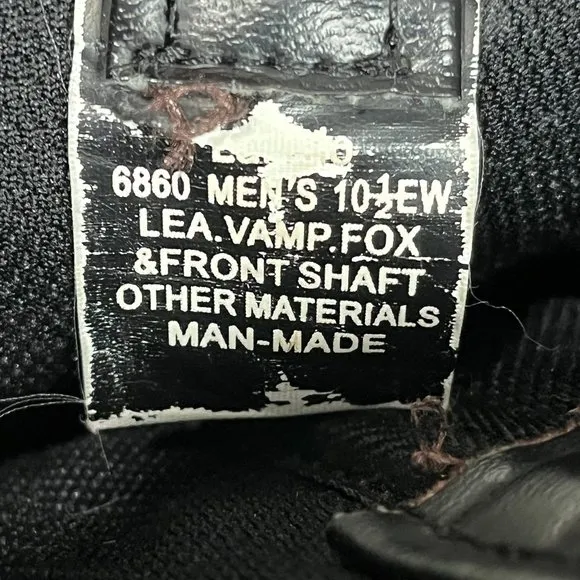 6860 MEN'S 10½EW
LEA.VAMP.FOX
&FRONT SHAFT
OTHER MATERIALS
MAN-MADE